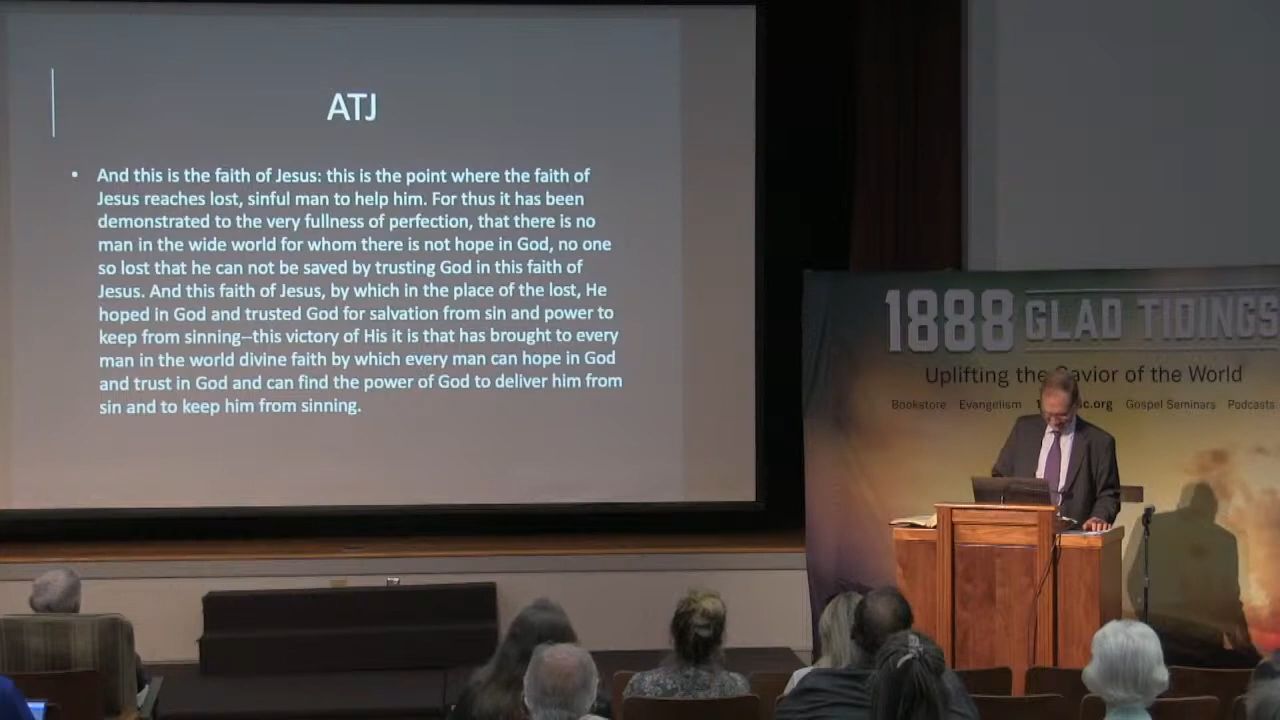 ATJ
• And this is the faith of Jesus: this is the point where the faith of
Jesus reaches lost, sinful man to help him. For thus it has been
demonstrated to the very fullness of perfection, that there is no
man in the wide world for whom there is not hope in God, no one
so lost that he can not be saved by trusting God in this faith of
Jesus. And this faith of Jesus, by which in the place of the lost, He
hoped in God and trusted God for salvation from sin and power to
keep from sinning--this victory of His it is that has brought to every
man in the world divine faith by which every man can hope in God
and trust in God and can find the power of God to deliver him from
sin and to keep him from sinning.
1888 GLAD TIDINGS
Uplifting the Savior of the World
Bookstore Evangelism .org Gospel Seminars Podcasts